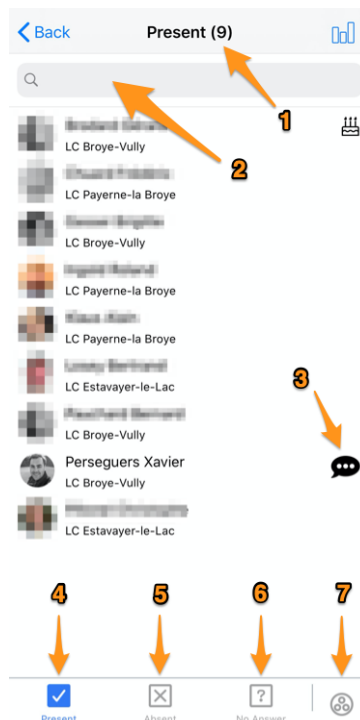 Back
Present (9)
1
2
LC Broye-Vully
LC Payerne-la Broye
LC Broye-Vully
LC Payerne-la Broye
LC Payerne-la Broye
LC Estavayer-le-Lac
3
LC Broye-Vully
Perseguers Xavier
LC Broye-Vully
LC Estavayer-le-Lac
4
5
6
7
?
Present
Absent
No Answer